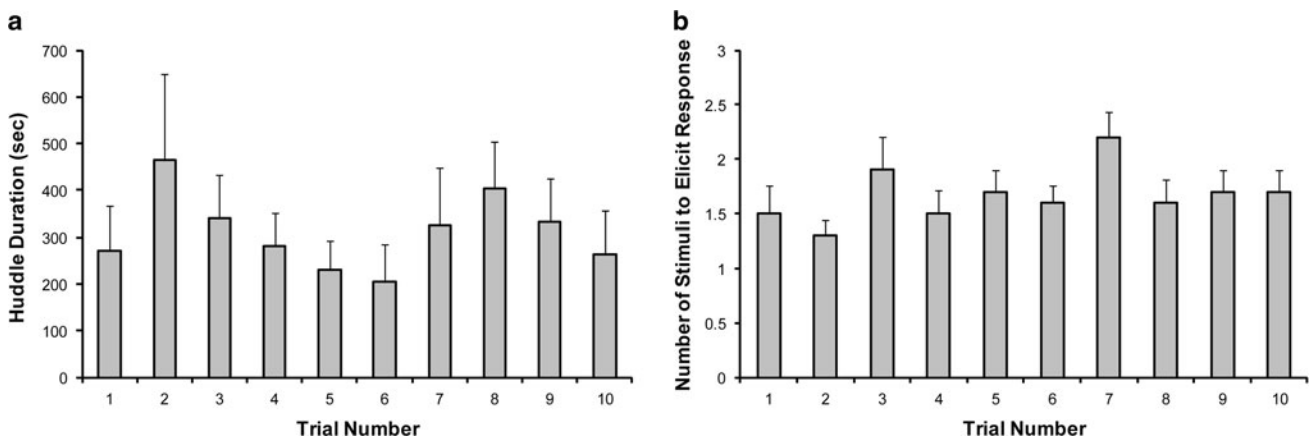 a
Huddle Duration (sec)
700
600
500
400
300
200
100
0
1 2 3 4 5 6 7 8 9 10
Trial Number
b
Number of Stimuli to Elicit Response
3
2.5
2
1.5
1
0.5
0
1 2 3 4 5 6 7 8 9 10
Trial Number